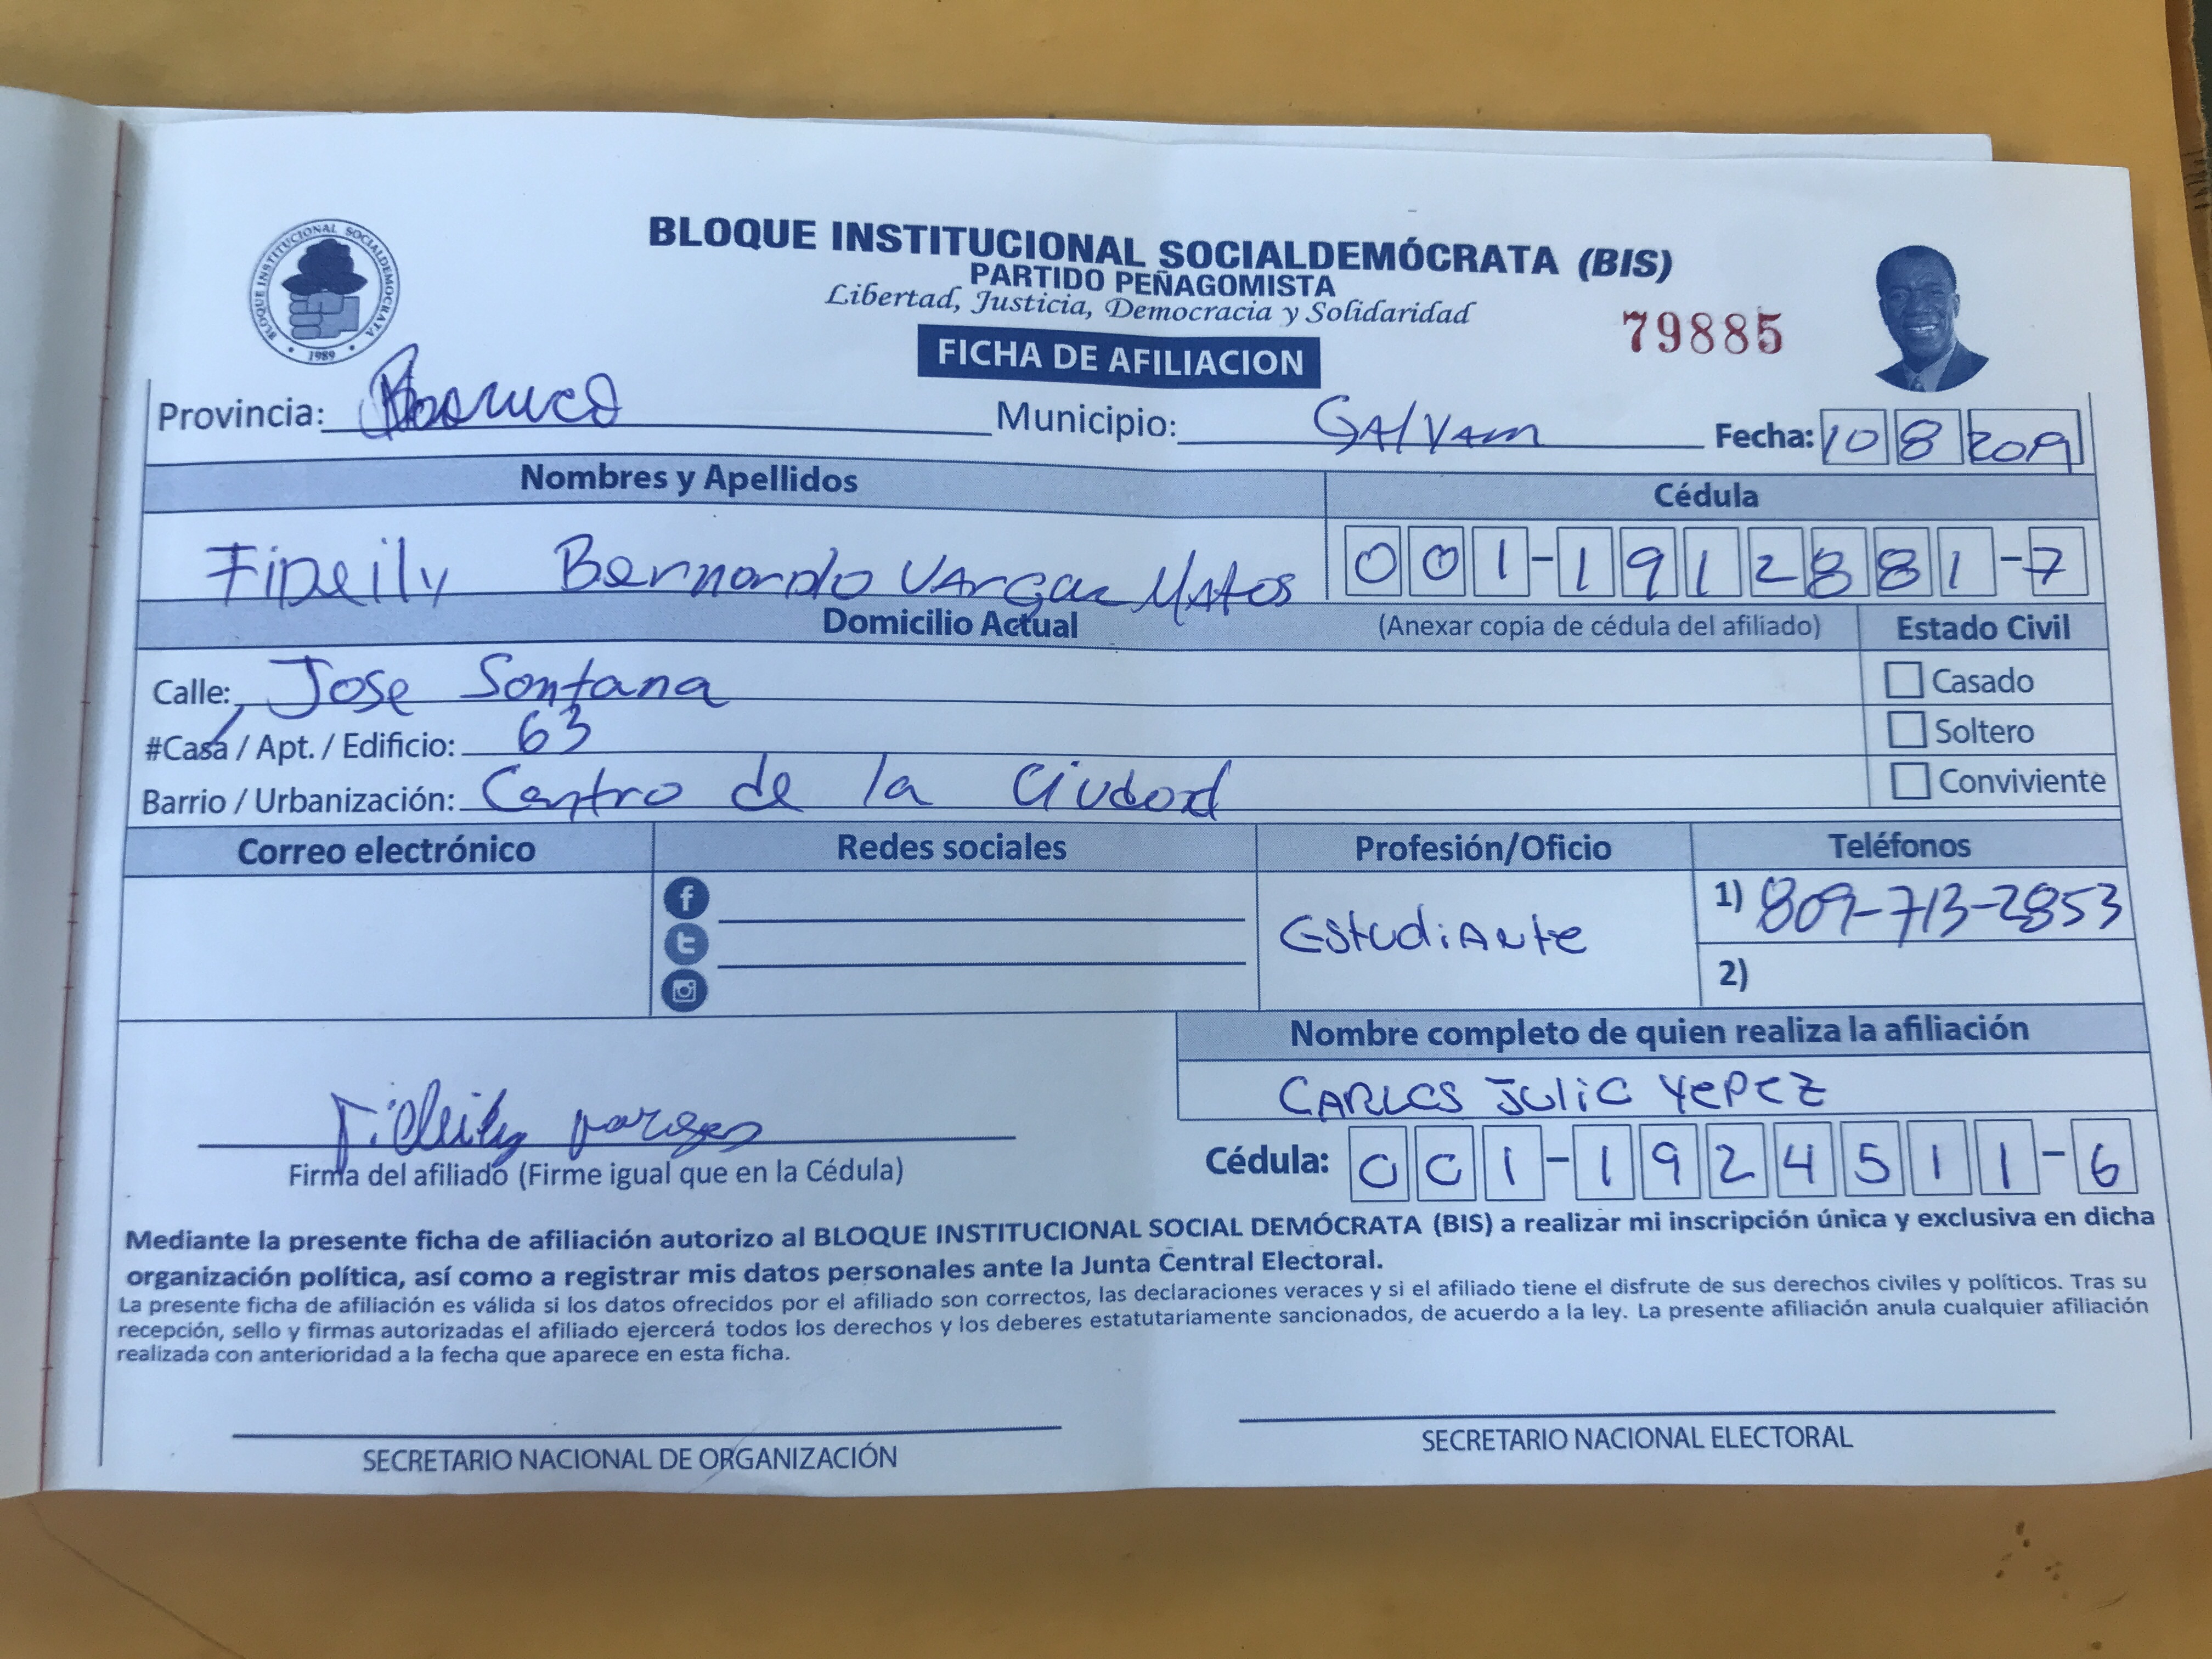 BLOQUE INSTITUCIONAL SOCIALDEMOCRATA
1989
BLOQUE INSTITUCIONAL SOCIALDEMÓCRATA (BIS)
PARTIDO PEÑAGOMISTA
Libertad, Justicia, Democracia y Solidaridad
79885
FICHA DE AFILIACION
Provincia: Baoruco Municipio: GAlVAm Fecha: 10 8 2019
Nombres y Apellidos Cédula
FiDeily Bernardo VArgas MAtos 001-1912881-7
Domicilio Actual (Anexar copia de cédula del afiliado) Estado Civil
Calle: Jose Santana Casado
#Casa / Apt. / Edificio: 63 Soltero
Barrio / Urbanización: Centro de la Ciudad Conviviente
Correo electrónico Redes sociales Profesión/Oficio Teléfonos
EstudiANte 1) 809-713-2853
2)
Nombre completo de quien realiza la afiliación
CARLOS JULIO YEPEZ
Fideily vargas
Firma del afiliado (Firme igual que en la Cédula) Cédula: 001-1924511-6
Mediante la presente ficha de afiliación autorizo al BLOQUE INSTITUCIONAL SOCIAL DEMÓCRATA (BIS) a realizar mi inscripción única y exclusiva en dicha
organización política, así como a registrar mis datos personales ante la Junta Central Electoral.
La presente ficha de afiliación es válida si los datos ofrecidos por el afiliado son correctos, las declaraciones veraces y si el afiliado tiene el disfrute de sus derechos civiles y políticos. Tras su
recepción, sello y firmas autorizadas el afiliado ejercerá todos los derechos y los deberes estatutariamente sancionados, de acuerdo a la ley. La presente afiliación anula cualquier afiliación
realizada con anterioridad a la fecha que aparece en esta ficha.
SECRETARIO NACIONAL DE ORGANIZACIÓN SECRETARIO NACIONAL ELECTORAL